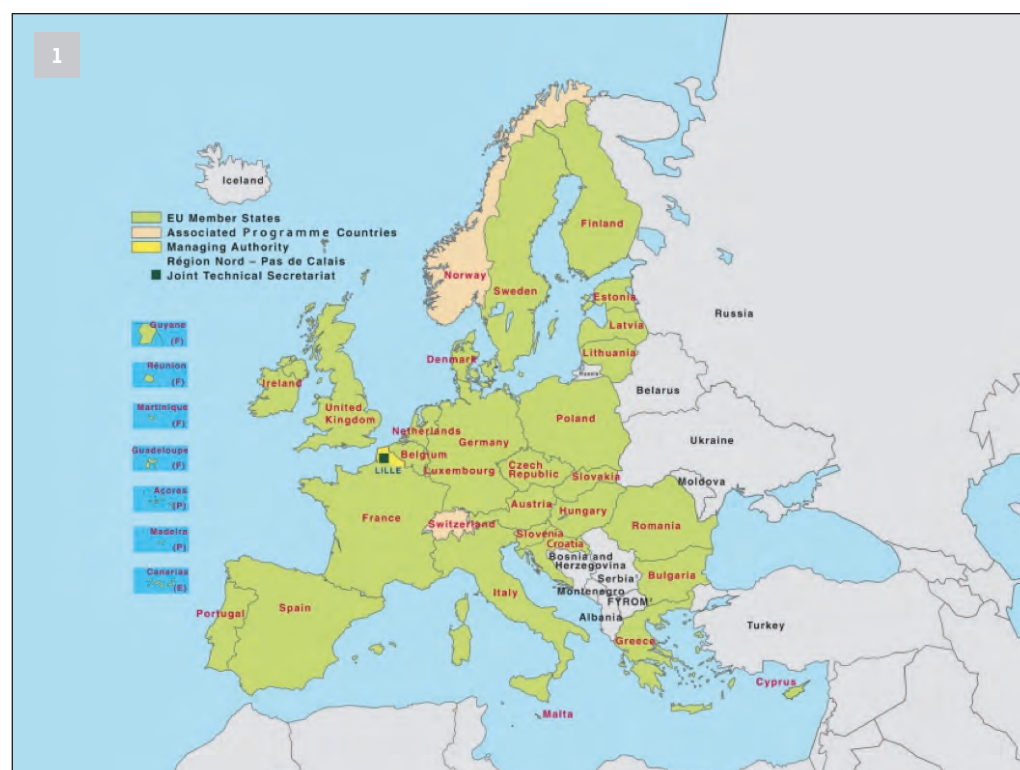 1
Iceland
EU Member States
Associated Programme Countries
Managing Authority
Région Nord – Pas de Calais
Joint Technical Secretariat
Finland
Norway
Sweden
Estonia
Russia
Latvia
Guyane
(F)
Lithuania
Denmark
Russia
Réunion
(F)
Ireland
Belarus
United
Kingdom
Martinique
(F)
Poland
Netherlands
Germany
Ukraine
Guadeloupe
(F)
Belgium
LILLE
Luxembourg
Czech
Republic
Slovakia
Moldova
Açores
(P)
Austria
Hungary
France
Switzerland
Romania
Madeira
(P)
Slovenia
Croatia
Bosnia and
Herzegovina
Canarias
(E)
Serbia
Bulgaria
Montenegro
Italy
FYROM
Portugal
Spain
Albania
Turkey
Greece
Cyprus
Malta